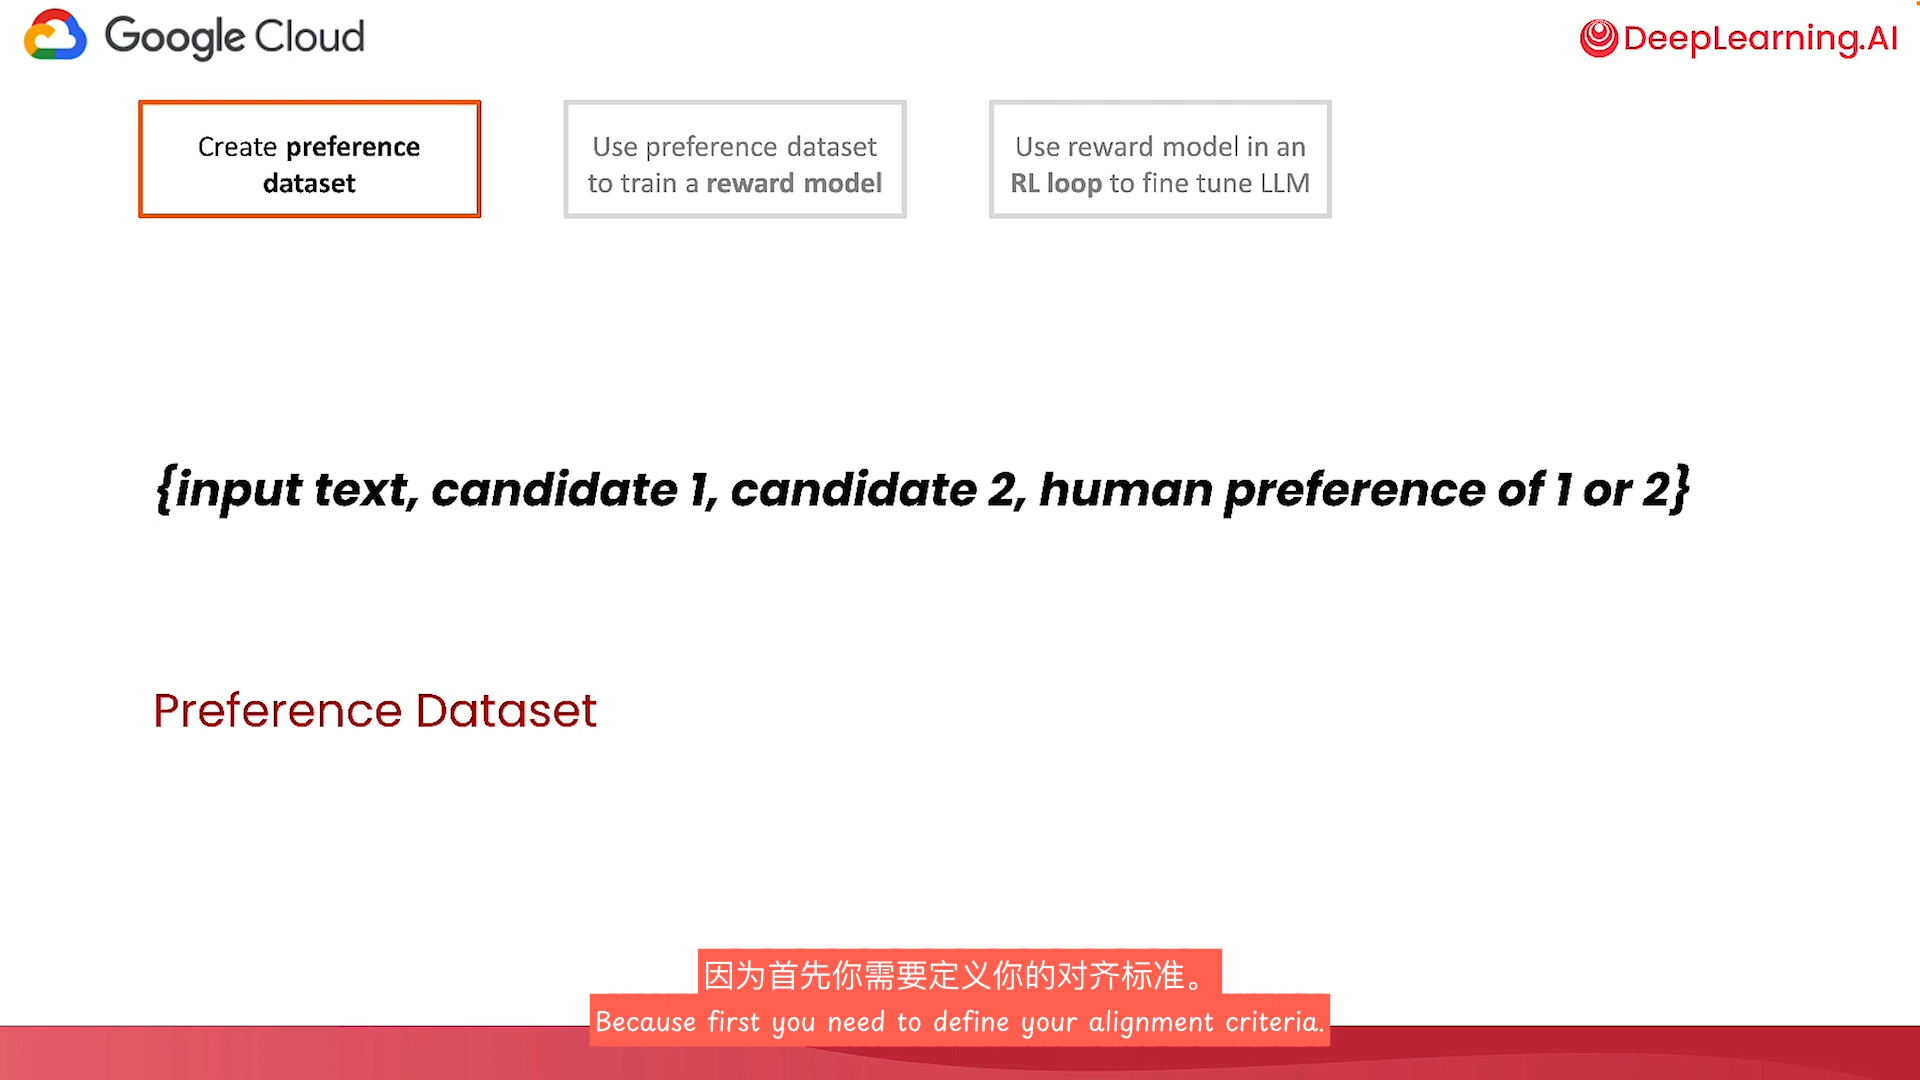 Google Cloud
DeepLearning.AI
Create preference
dataset
Use preference dataset
to train a reward model
Use reward model in an
RL loop to fine tune LLM
{input text, candidate 1, candidate 2, human preference of 1 or 2}
Preference Dataset
因为首先你需要定义你的对齐标准。
Because first you need to define your alignment criteria.